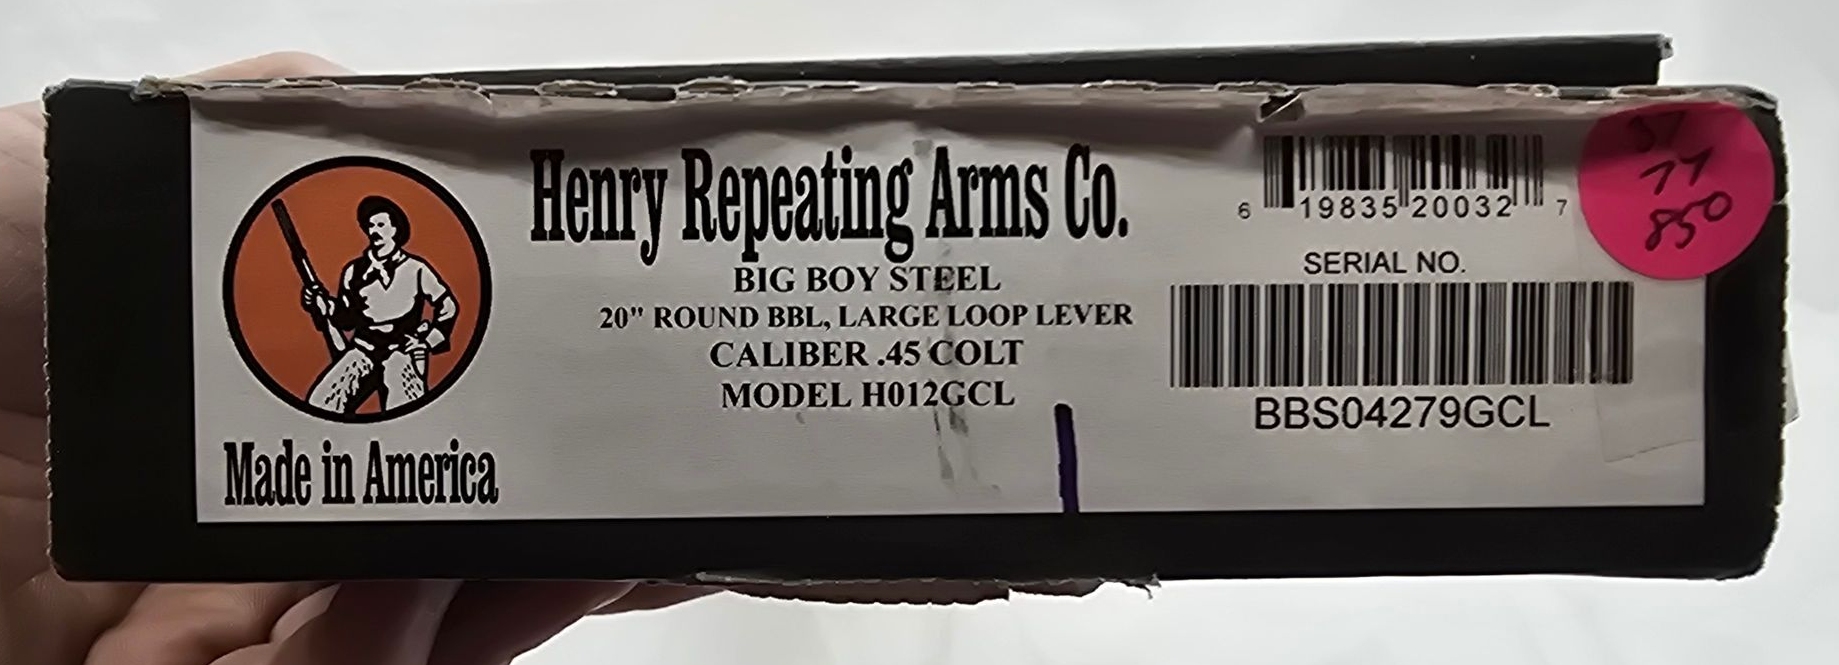 Henry Repeating Arms Co.
BIG BOY STEEL
20" ROUND BBL, LARGE LOOP LEVER
CALIBER .45 COLT
MODEL H012GCL
Made in America
6 19835 20032 7
SERIAL NO.
BBS04279GCL
850